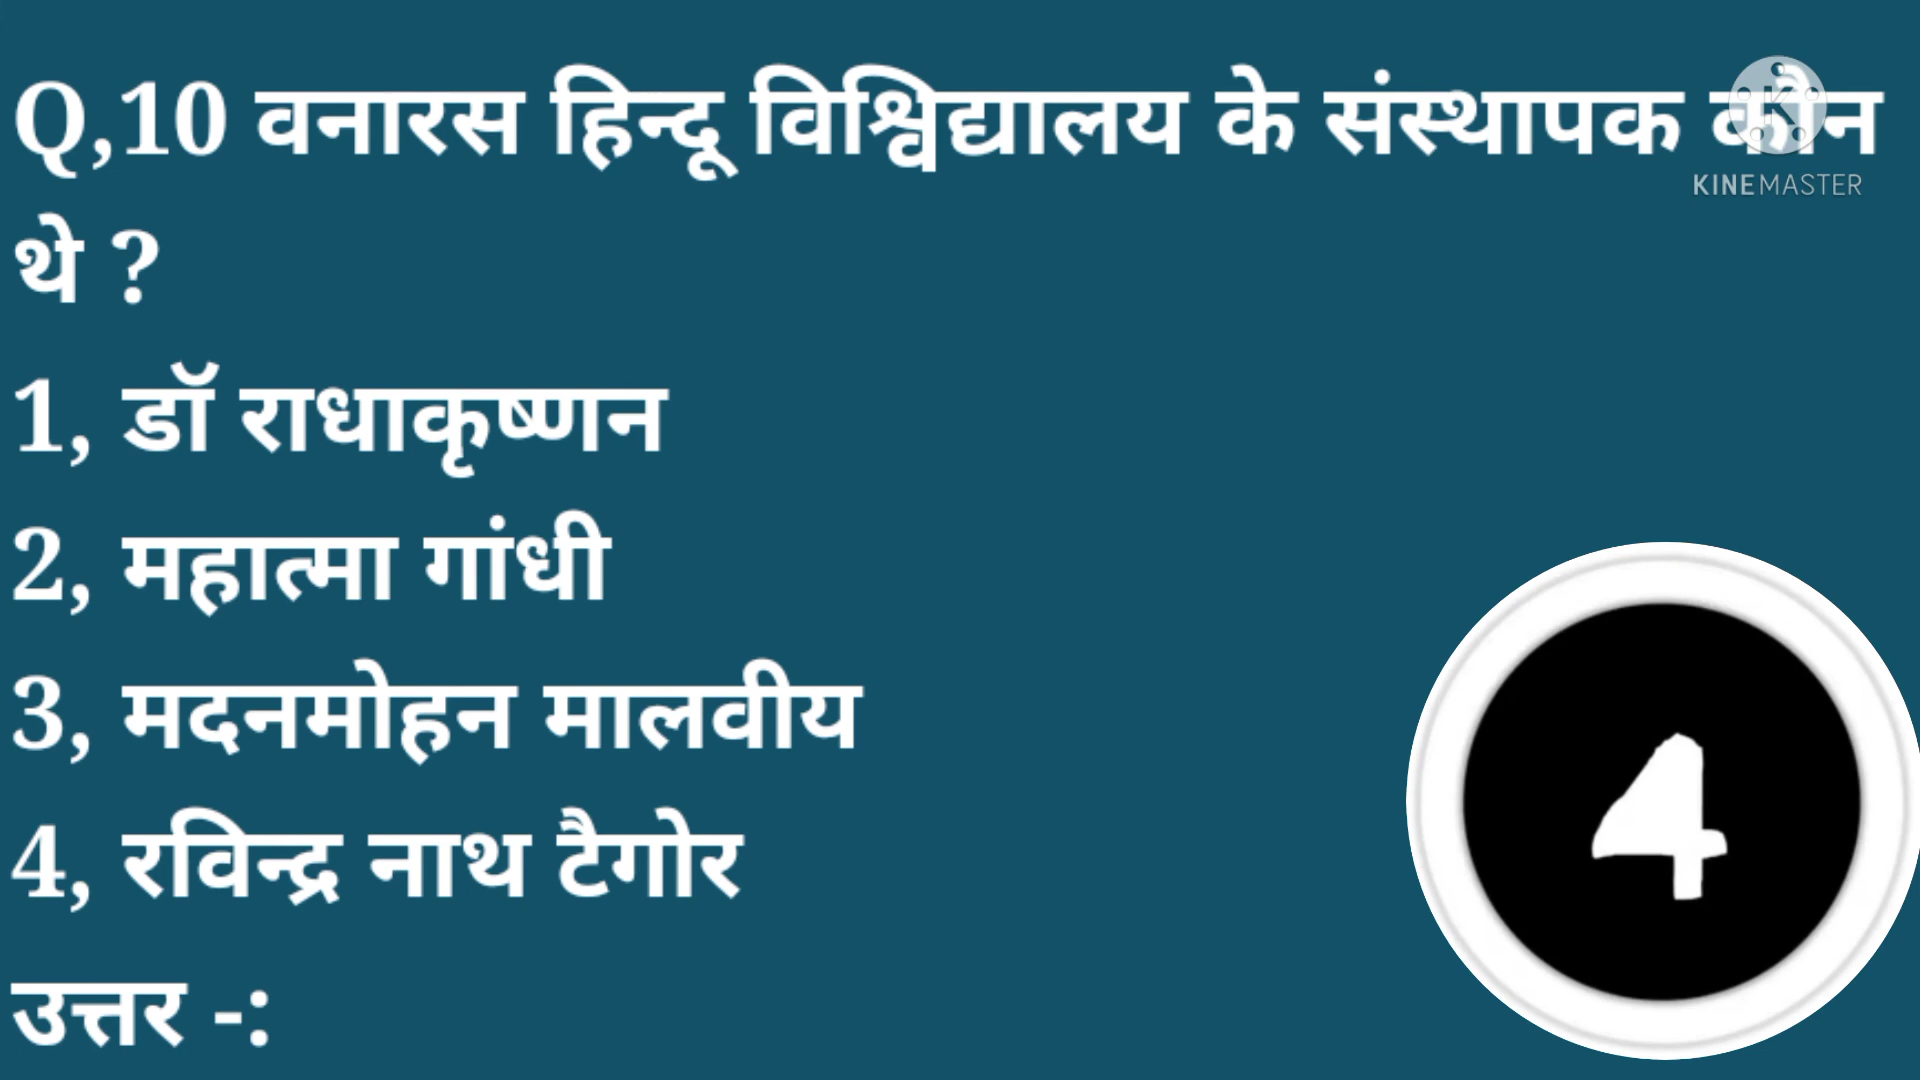 Q,10 वनारस हिन्दू विश्विद्यालय के संस्थापक कौन
KINEMASTER
थे ?
1, डॉ राधाकृष्णन
2, महात्मा गांधी
3, मदनमोहन मालवीय
4, रविन्द्र नाथ टैगोर
4
उत्तर -: